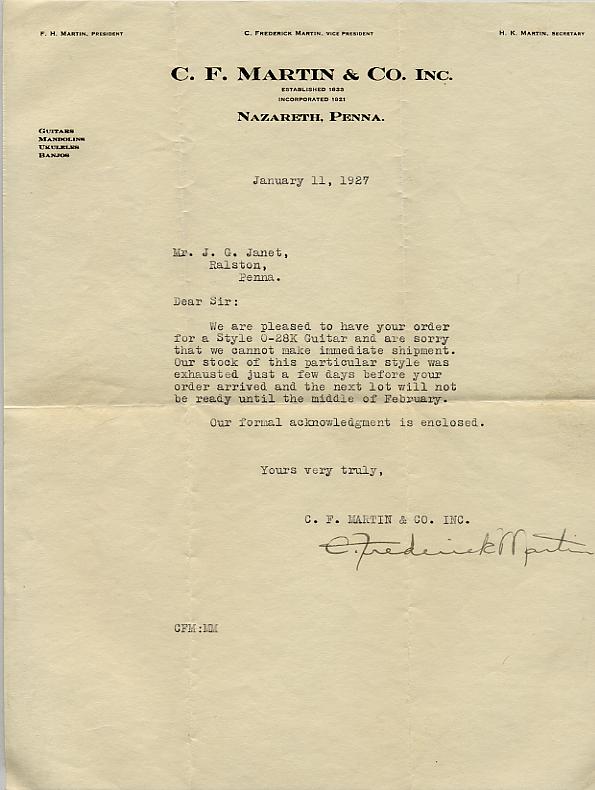 F. H. Martin, President
C. Frederick Martin, Vice President
H. K. Martin, Secretary
C. F. Martin & Co. Inc.
Established 1833
Incorporated 1921
Nazareth, Penna.
Guitars
Mandolins
Ukuleles
Banjos
January 11, 1927
Mr. J. G. Janet,
Ralston,
Penna.
Dear Sir:
We are pleased to have your order
for a Style 0-28K Guitar and are sorry
that we cannot make immediate shipment.
Our stock of this particular style was
exhausted just a few days before your
order arrived and the next lot will not
be ready until the middle of February.
Our formal acknowledgment is enclosed.
Yours very truly,
C. F. MARTIN & CO. INC.
C. Frederick Martin
CFM:MM